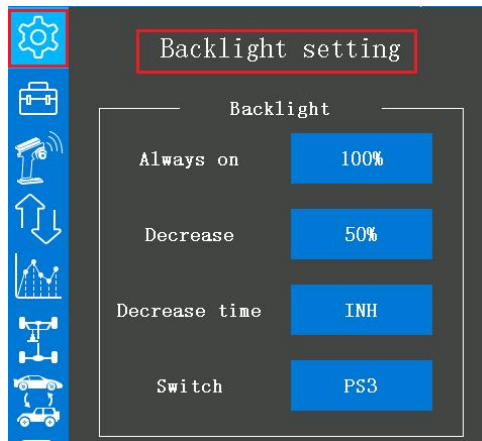 Backlight setting
Backlight
Always on 100%
Decrease 50%
Decrease time INH
Switch PS3